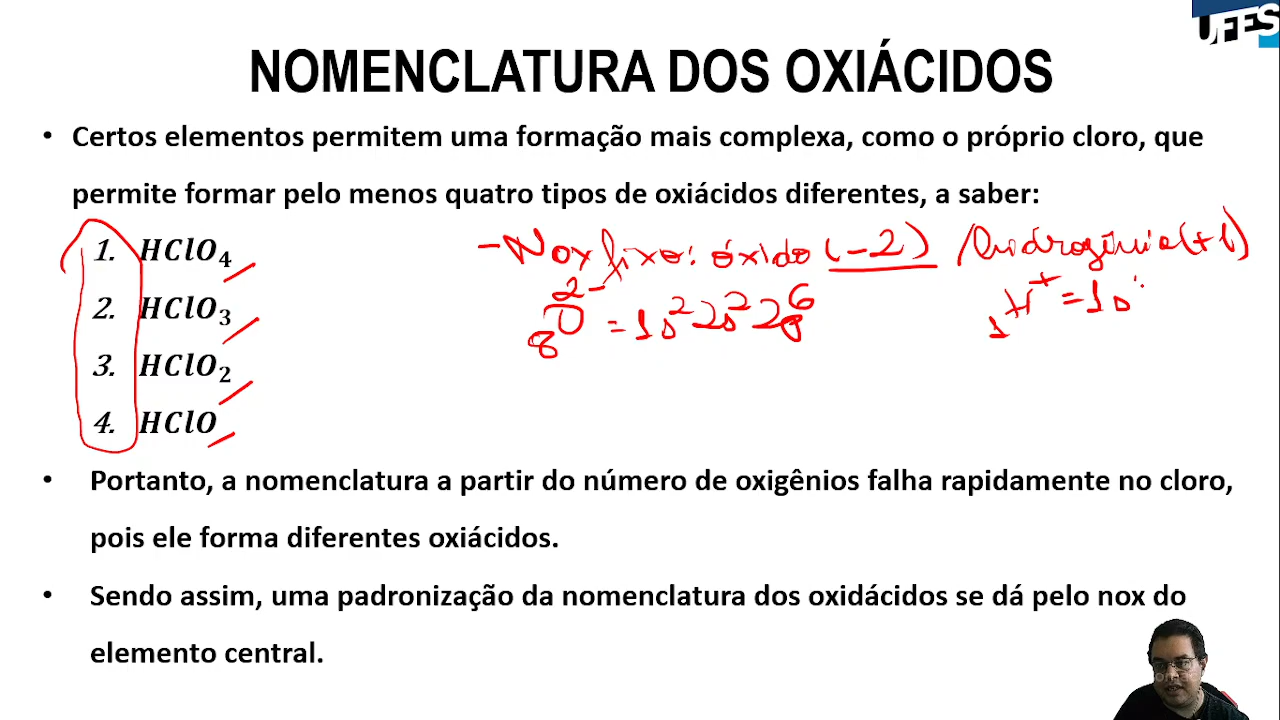 UFES
NOMENCLATURA DOS OXIÁCIDOS
• Certos elementos permitem uma formação mais complexa, como o próprio cloro, que
permite formar pelo menos quatro tipos de oxiácidos diferentes, a saber:
1. HClO₄
2. HClO₃
3. HClO₂
4. HClO
- Nox fixo: óxido (-2) / hidrogênio (+1)
₈O²⁻ = 1s² 2s² 2p⁶
₁H⁺ = 1s
• Portanto, a nomenclatura a partir do número de oxigênios falha rapidamente no cloro,
pois ele forma diferentes oxiácidos.
• Sendo assim, uma padronização da nomenclatura dos oxidácidos se dá pelo nox do
elemento central.